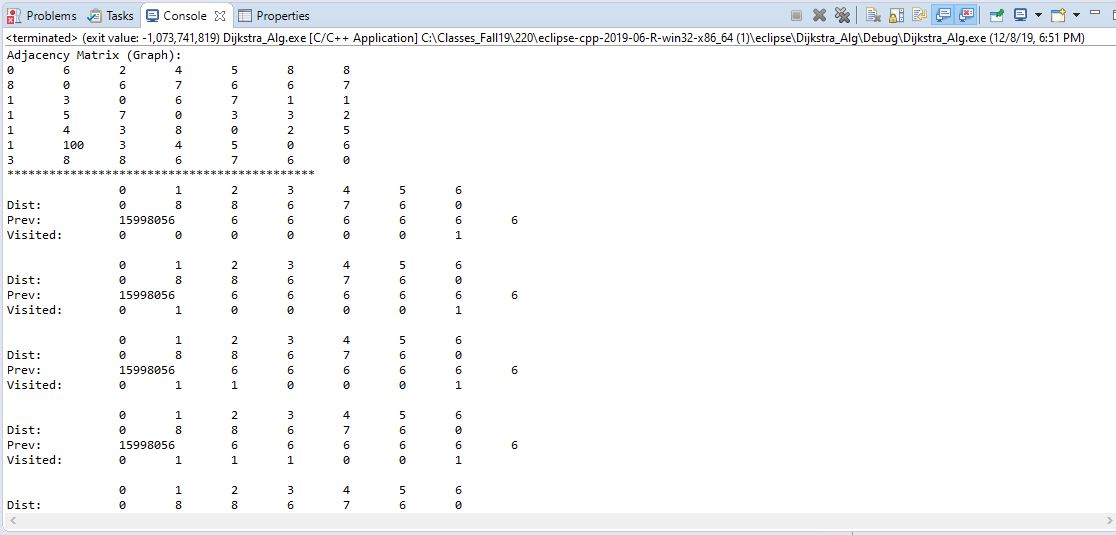 Problems Tasks Console Properties
<terminated> (exit value: -1,073,741,819) Dijkstra_Alg.exe [C/C++ Application] C:\Classes_Fall19\220\eclipse-cpp-2019-06-R-win32-x86_64 (1)\eclipse\Dijkstra_Alg\Debug\Dijkstra_Alg.exe (12/8/19, 6:51 PM)
Adjacency Matrix (Graph):
0 6 2 4 5 8 8
8 0 6 7 6 6 7
1 3 0 6 7 1 1
1 5 7 0 3 3 2
1 4 3 8 0 2 5
1 100 3 4 5 0 6
3 8 8 6 7 6 0
********************************************
0 1 2 3 4 5 6
Dist: 0 8 8 6 7 6 0
Prev: 15998056 6 6 6 6 6 6
Visited: 0 0 0 0 0 0 1
0 1 2 3 4 5 6
Dist: 0 8 8 6 7 6 0
Prev: 15998056 6 6 6 6 6 6
Visited: 0 1 0 0 0 0 1
0 1 2 3 4 5 6
Dist: 0 8 8 6 7 6 0
Prev: 15998056 6 6 6 6 6 6
Visited: 0 1 1 0 0 0 1
0 1 2 3 4 5 6
Dist: 0 8 8 6 7 6 0
Prev: 15998056 6 6 6 6 6 6
Visited: 0 1 1 1 0 0 1
0 1 2 3 4 5 6
Dist: 0 8 8 6 7 6 0